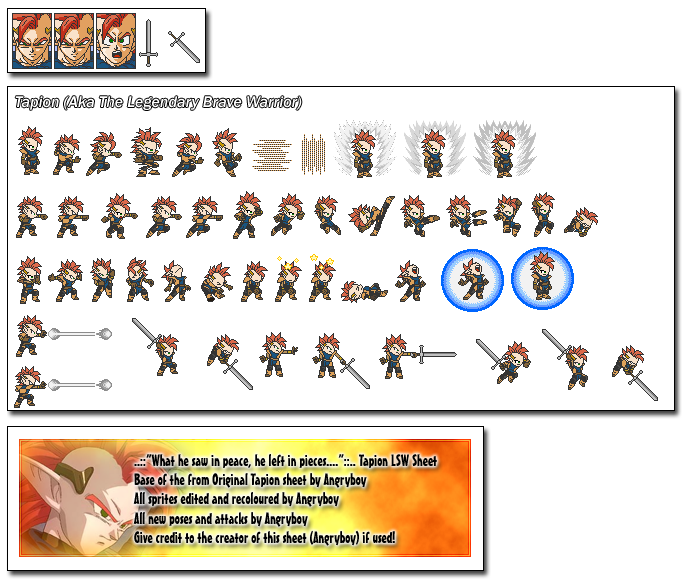 Tapion (Aka The Legendary Brave Warrior)
..::"What he saw in peace, he left in pieces...."::.. Tapion LSW Sheet
Base of the from Original Tapion sheet by Angryboy
All sprites edited and recoloured by Angryboy
All new poses and attacks by Angryboy
Give credit to the creator of this sheet (Angryboy) if used!